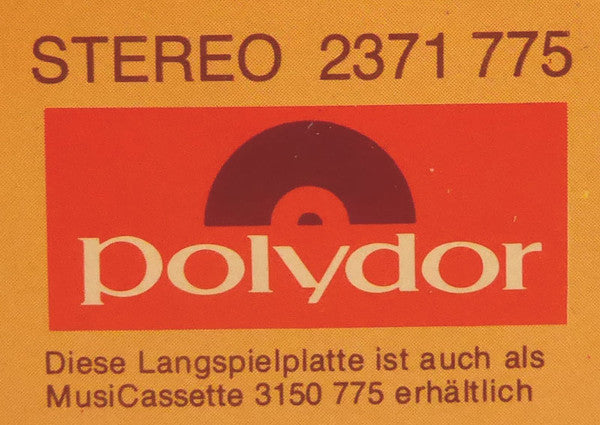 STEREO 2371 775
polydor
Diese Langspielplatte ist auch als
MusiCassette 3150 775 erhältlich